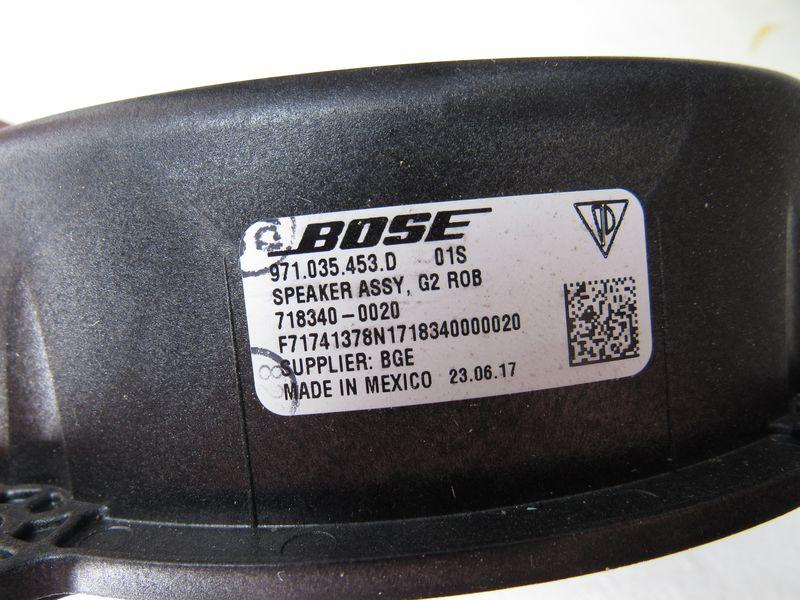 BOSE
971.035.453.D 01S
SPEAKER ASSY, G2 ROB
718340-0020
F71741378N1718340000020
SUPPLIER: BGE
MADE IN MEXICO 23.06.17